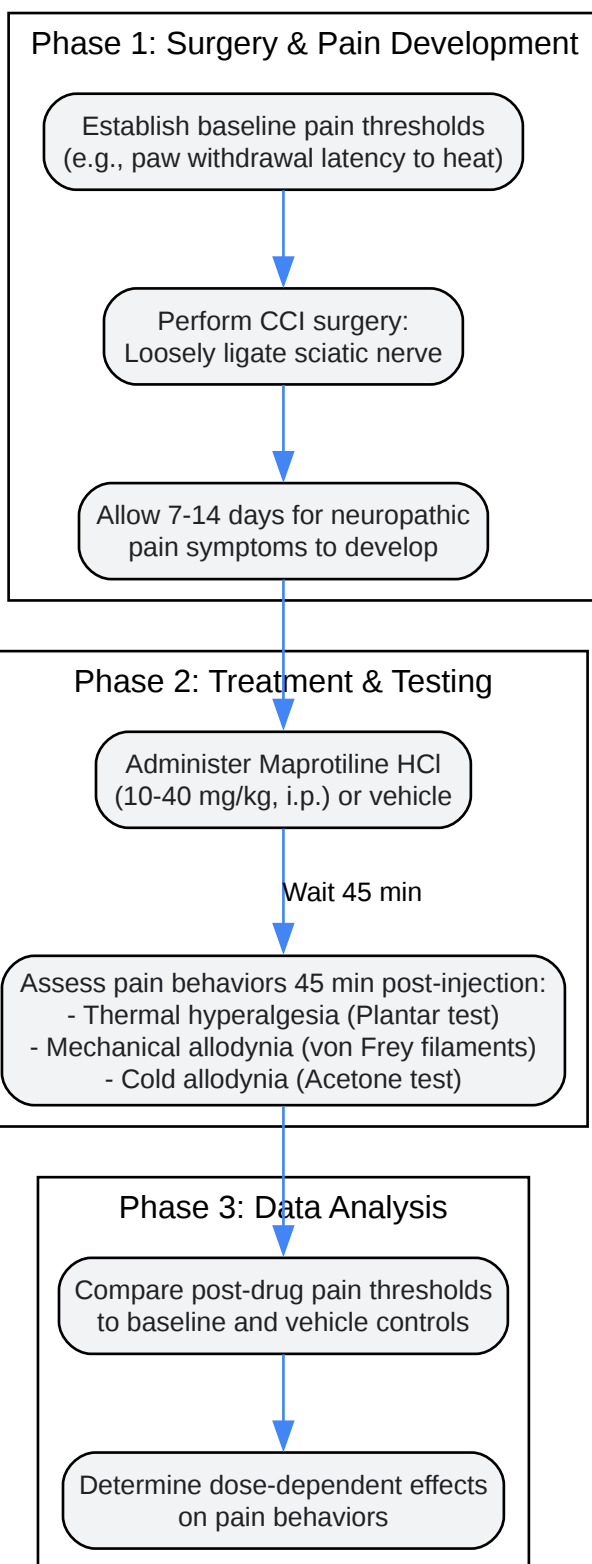 Phase 1: Surgery & Pain Development
Establish baseline pain thresholds
(e.g., paw withdrawal latency to heat)
Perform CCI surgery:
Loosely ligate sciatic nerve
Allow 7-14 days for neuropathic
pain symptoms to develop
Phase 2: Treatment & Testing
Administer Maprotiline HCl
(10-40 mg/kg, i.p.) or vehicle
Wait 45 min
Assess pain behaviors 45 min post-injection:
- Thermal hyperalgesia (Plantar test)
- Mechanical allodynia (von Frey filaments)
- Cold allodynia (Acetone test)
Phase 3: Data Analysis
Compare post-drug pain thresholds
to baseline and vehicle controls
Determine dose-dependent effects
on pain behaviors